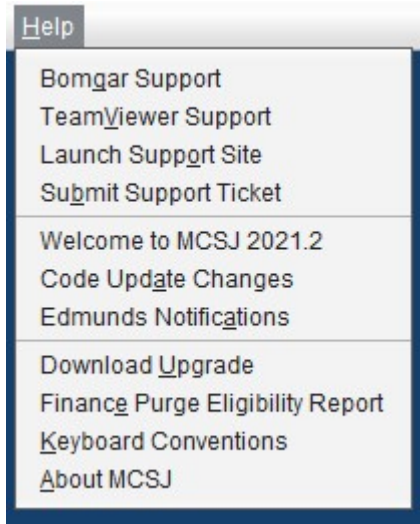 Help
Bomgar Support
TeamViewer Support
Launch Support Site
Submit Support Ticket
Welcome to MCSJ 2021.2
Code Update Changes
Edmunds Notifications
Download Upgrade
Finance Purge Eligibility Report
Keyboard Conventions
About MCSJ